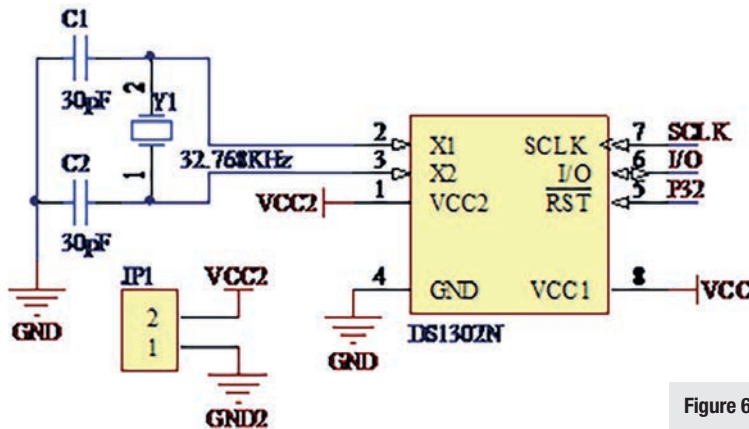 C1
30pF
2
Y1
1
C2
30pF
32.768KHz
GND
2
X1
3
X2
1
VCC2
VCC2
4
GND
GND
SCLK
7
SCLK
I/O
6
I/O
RST
5
P32
VCC1
8
VCC
DS1302N
JP1
2
1
VCC2
GND2
Figure 6